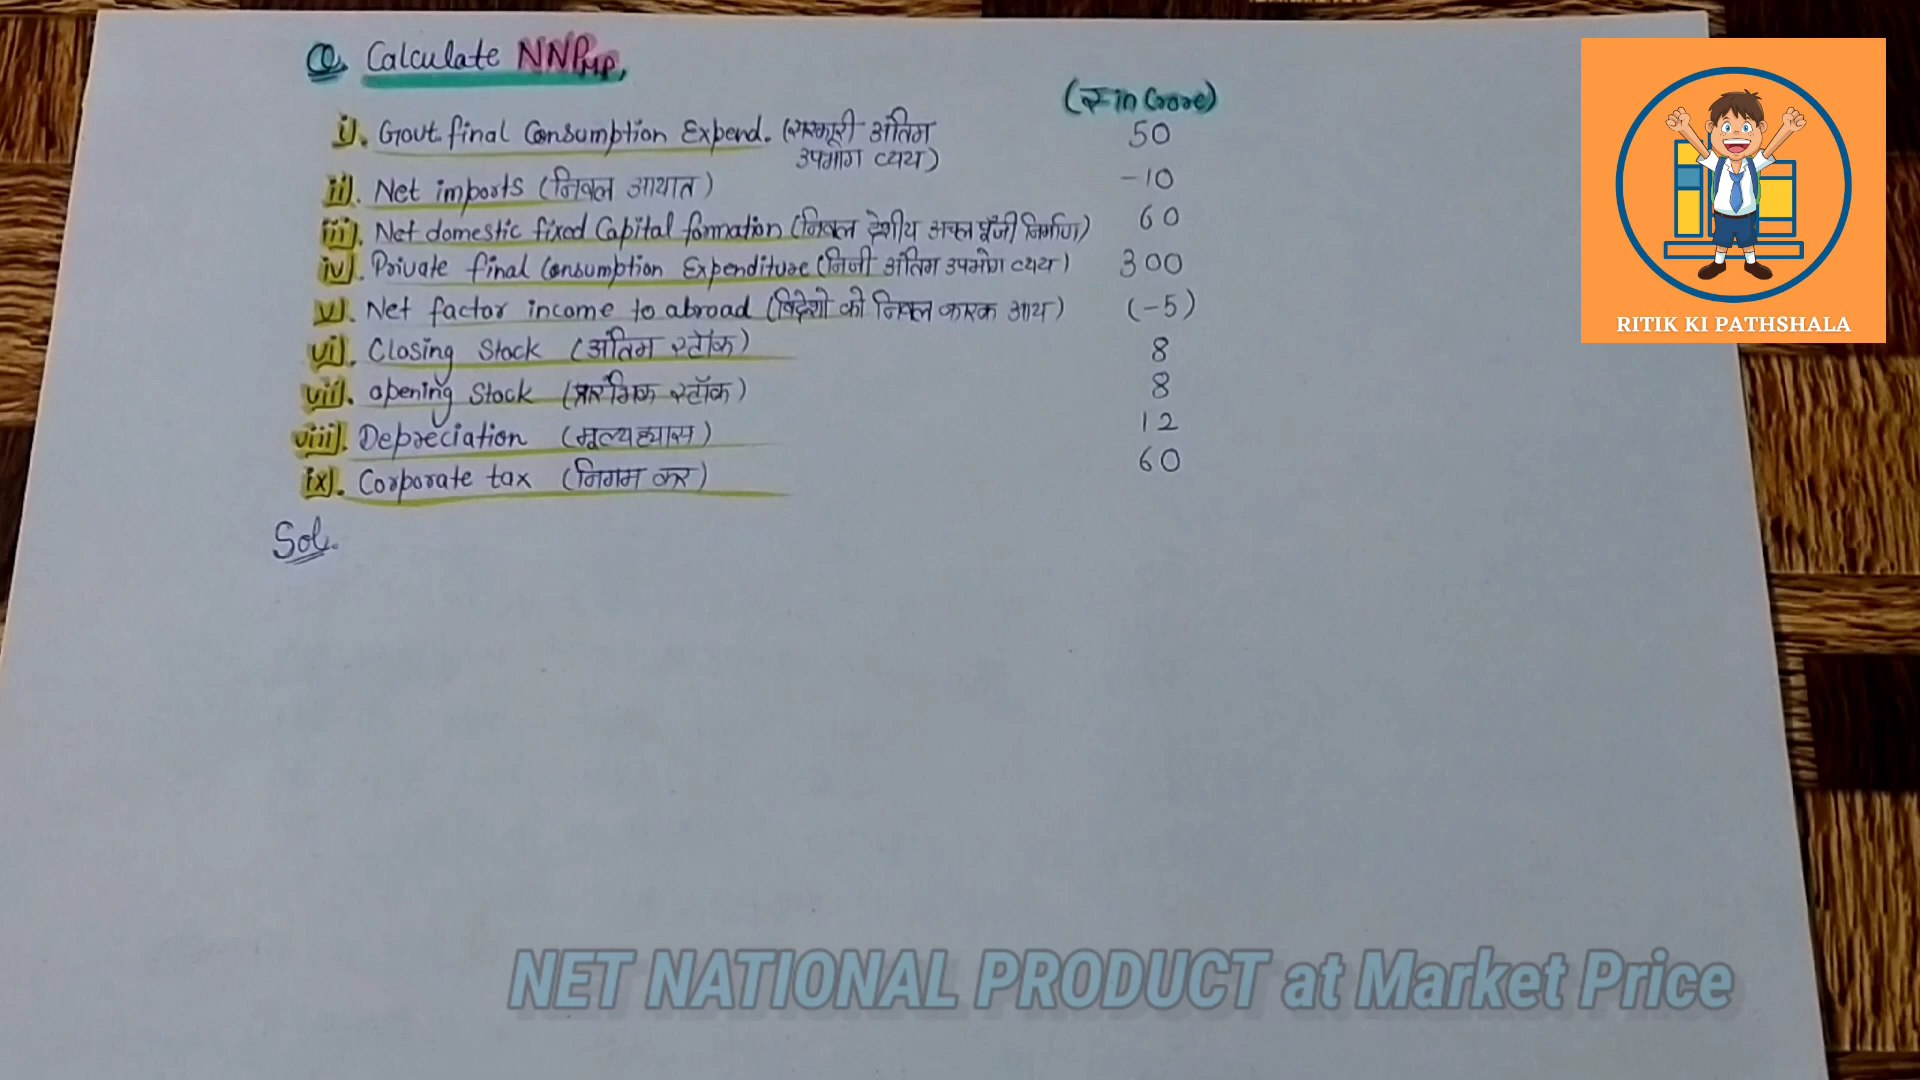 Q. Calculate NNPMP,
(₹ in Crore)
i). Govt. final Consumption Expend. (सरकारी अंतिम उपभोग व्यय) 50
ii). Net imports (निवल आयात) -10
iii). Net domestic fixed Capital formation (निवल देशीय अचल पूँजी निर्माण) 60
iv). Private final Consumption Expenditure (निजी अंतिम उपभोग व्यय) 300
v). Net factor income to abroad (विदेशो को निवल कारक आय) (-5)
vi). Closing Stock (अंतिम स्टॉक) 8
vii). opening Stock (प्रारंभिक स्टॉक) 8
viii). Depreciation (मूल्यह्यास) 12
ix). Corporate tax (निगम कर) 60
Sol.
RITIK KI PATHSHALA
NET NATIONAL PRODUCT at Market Price